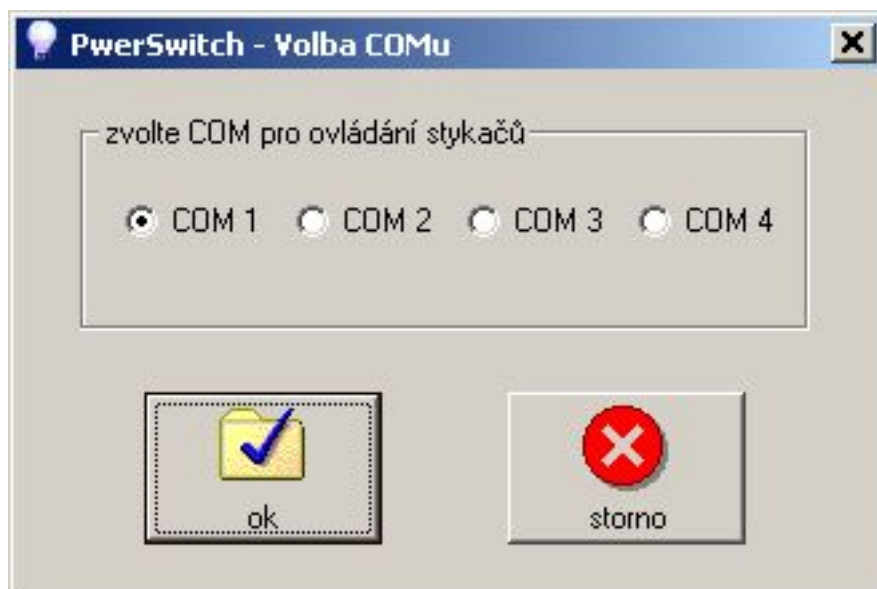 PwerSwitch - Volba COMu
zvolte COM pro ovládání stykačů
COM 1 COM 2 COM 3 COM 4
ok storno